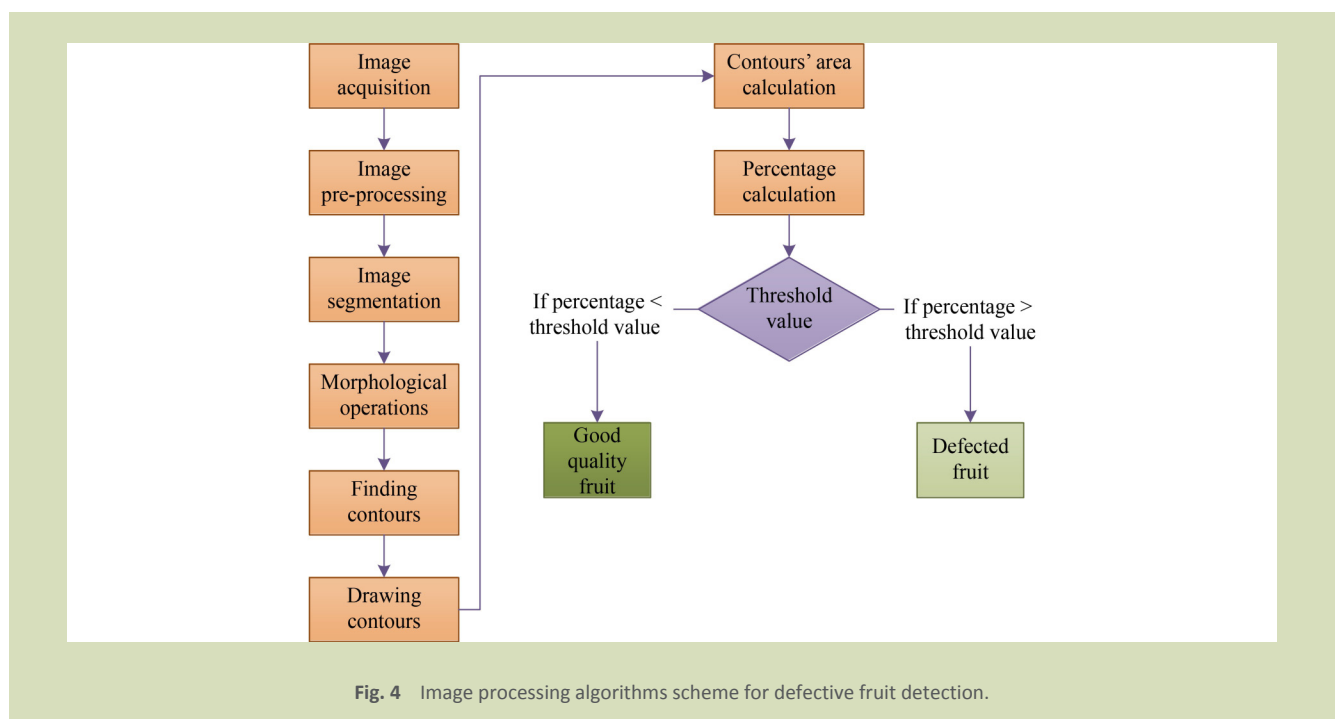 Image
acquisition
Image
pre-processing
Image
segmentation
Morphological
operations
Finding
contours
Drawing
contours
Contours' area
calculation
Percentage
calculation
Threshold
value
If percentage <
threshold value
If percentage >
threshold value
Good
quality
fruit
Defected
fruit
Fig. 4 Image processing algorithms scheme for defective fruit detection.